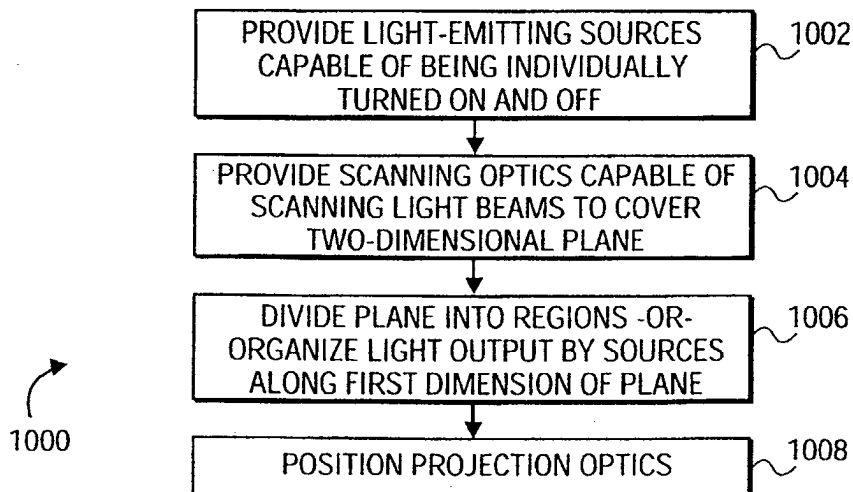 PROVIDE LIGHT-EMITTING SOURCES
CAPABLE OF BEING INDIVIDUALLY
TURNED ON AND OFF
1002
PROVIDE SCANNING OPTICS CAPABLE OF
SCANNING LIGHT BEAMS TO COVER
TWO-DIMENSIONAL PLANE
1004
DIVIDE PLANE INTO REGIONS -OR-
ORGANIZE LIGHT OUTPUT BY SOURCES
ALONG FIRST DIMENSION OF PLANE
1006
1000
POSITION PROJECTION OPTICS
1008